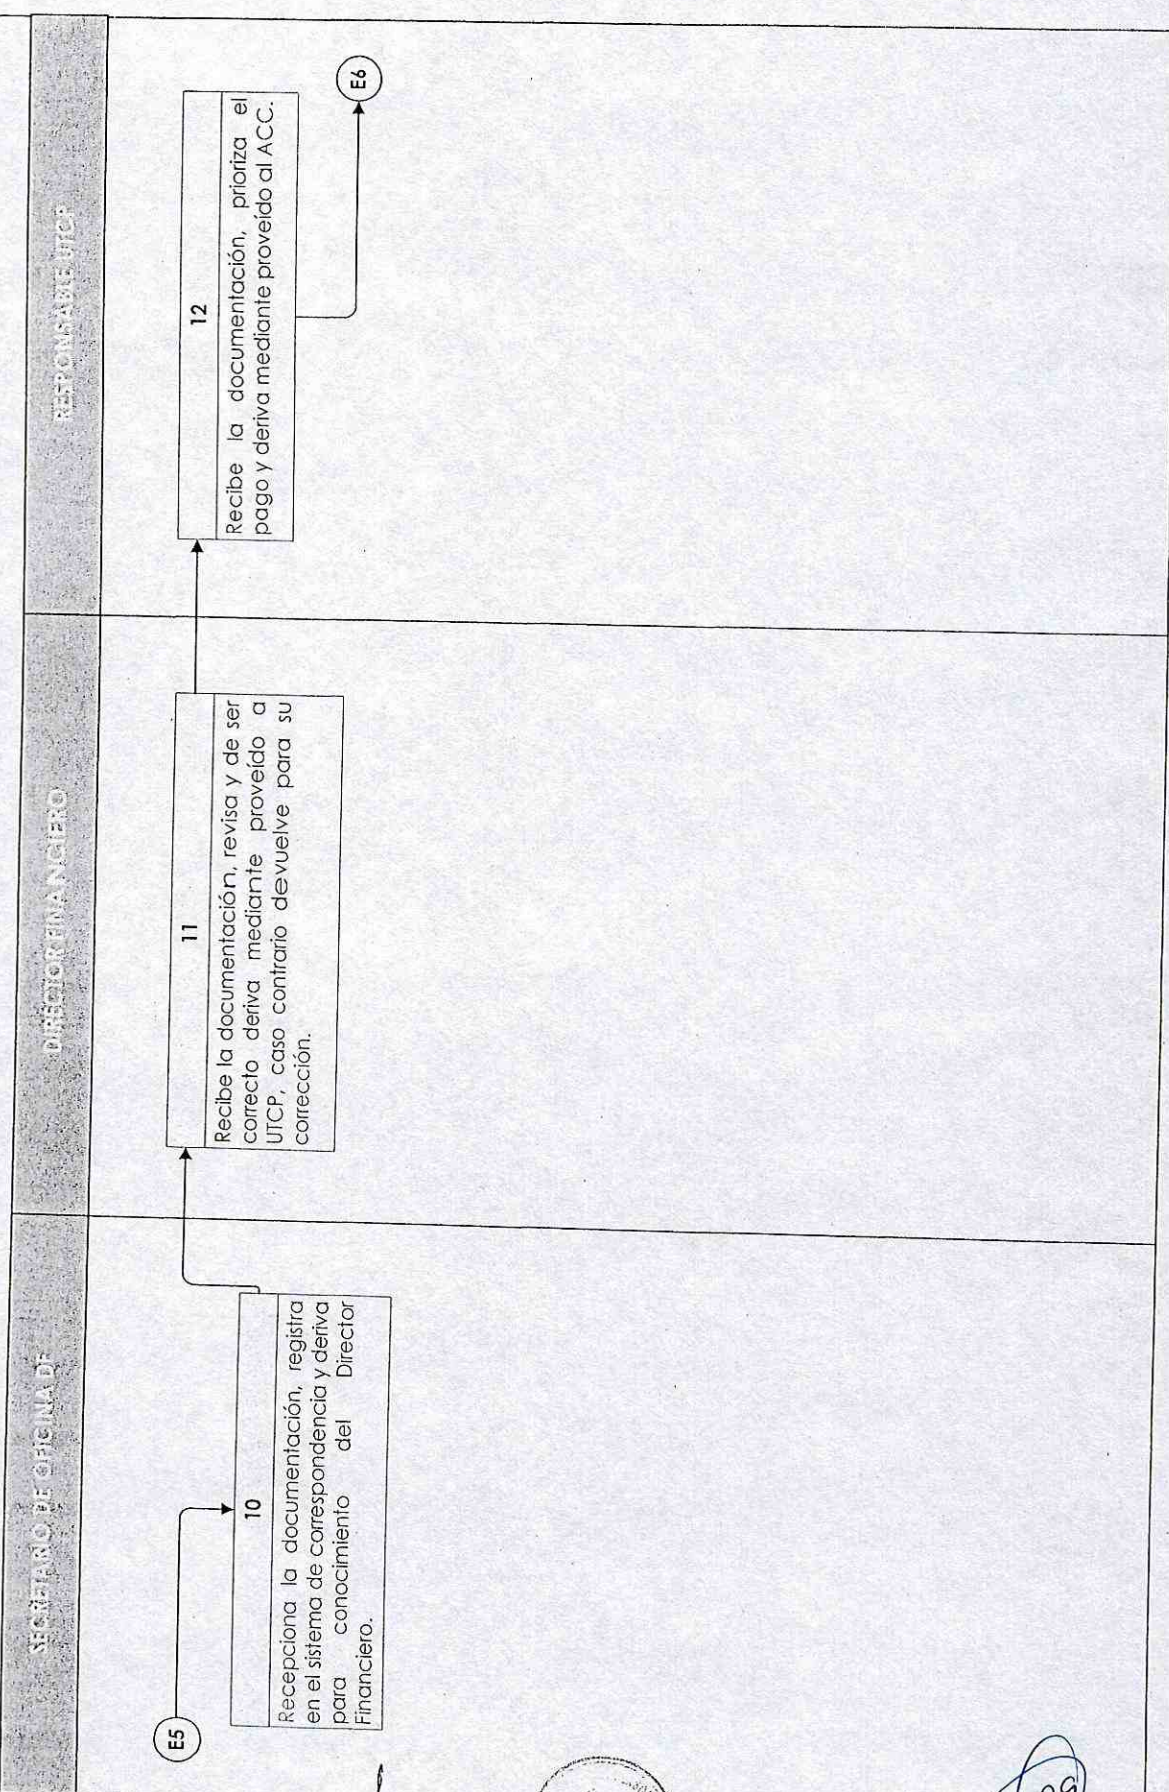 SECRETARIO DE OFICINA DE
DIRECTOR FINANCIERO
RESPONSABLE UTCP
E5
10
Recepciona la documentación, registra
en el sistema de correspondencia y deriva
para conocimiento del Director
Financiero.
11
Recibe la documentación, revisa y de ser
correcto deriva mediante proveído a
UTCP, caso contrario devuelve para su
corrección.
12
Recibe la documentación, prioriza el
pago y deriva mediante proveído al ACC.
E6